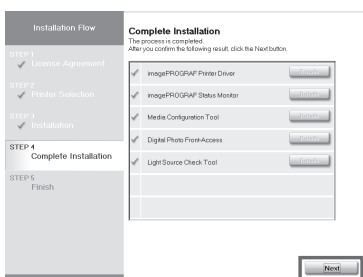 Installation Flow
STEP 1
License Agreement
STEP 2
Printer Selection
STEP 3
Installation
STEP 4
Complete Installation
STEP 5
Finish
Complete Installation
The process is completed.
After you confirm the following result, click the Next button.
imagePROGRAF Printer Driver
imagePROGRAF Status Monitor
Media Configuration Tool
Digital Photo Front-Access
Light Source Check Tool
Next